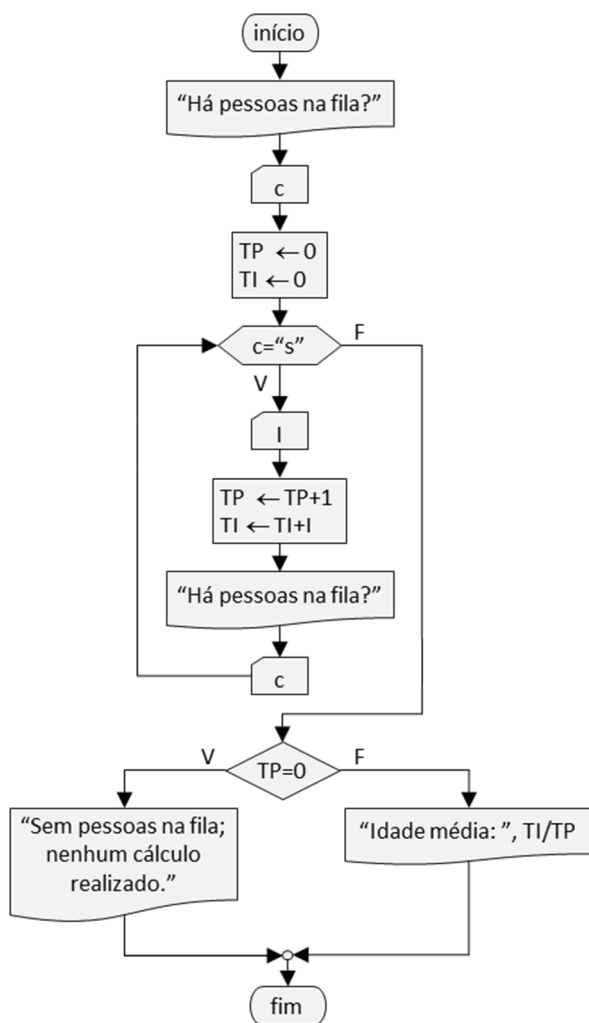 início
“Há pessoas na fila?”
c
TP ←0
TI ←0
c=“s”
F
V
I
TP ←TP+1
TI ←TI+I
“Há pessoas na fila?”
c
V
TP=0
F
“Sem pessoas na fila;
nenhum cálculo
realizado.”
“Idade média: ”, TI/TP
fim